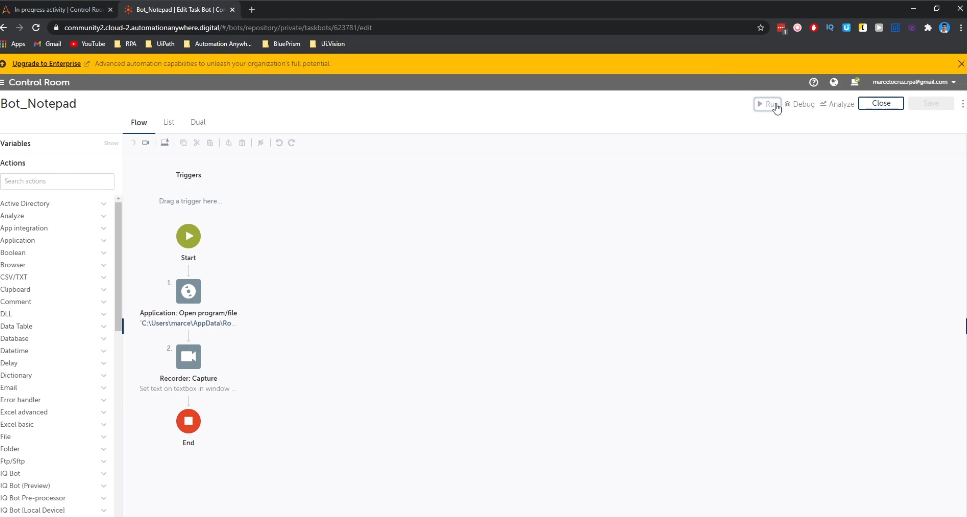 In progress activity | Control Roo
Bot_Notepad | Edit Task Bot | Co
community2.cloud-2.automationanywhere.digital/#/bots/repository/private/taskbots/623781/edit
Apps Gmail YouTube RPA UiPath Automation Anywh... BluePrism JiJiVision
Upgrade to Enterprise Advanced automation capabilities to unleash your organization's full potential.
Control Room marcelocruz.rpa@gmail.com
Bot_Notepad Run Debug Analyze Close Save
Flow List Dual
Variables Show
Actions
Search actions
Active Directory
Analyze
App integration
Application
Boolean
Browser
CSV/TXT
Clipboard
Comment
DLL
Data Table
Database
Datetime
Delay
Dictionary
Email
Error handler
Excel advanced
Excel basic
File
Folder
Ftp/Sftp
IQ Bot
IQ Bot (Preview)
IQ Bot Pre-processor
IQ Bot (Local Device)
Triggers
Drag a trigger here...
Start
1.
Application: Open program/file
"C:\Users\marce\AppData\Ro...
2.
Recorder: Capture
Set text on textbox in window ...
End